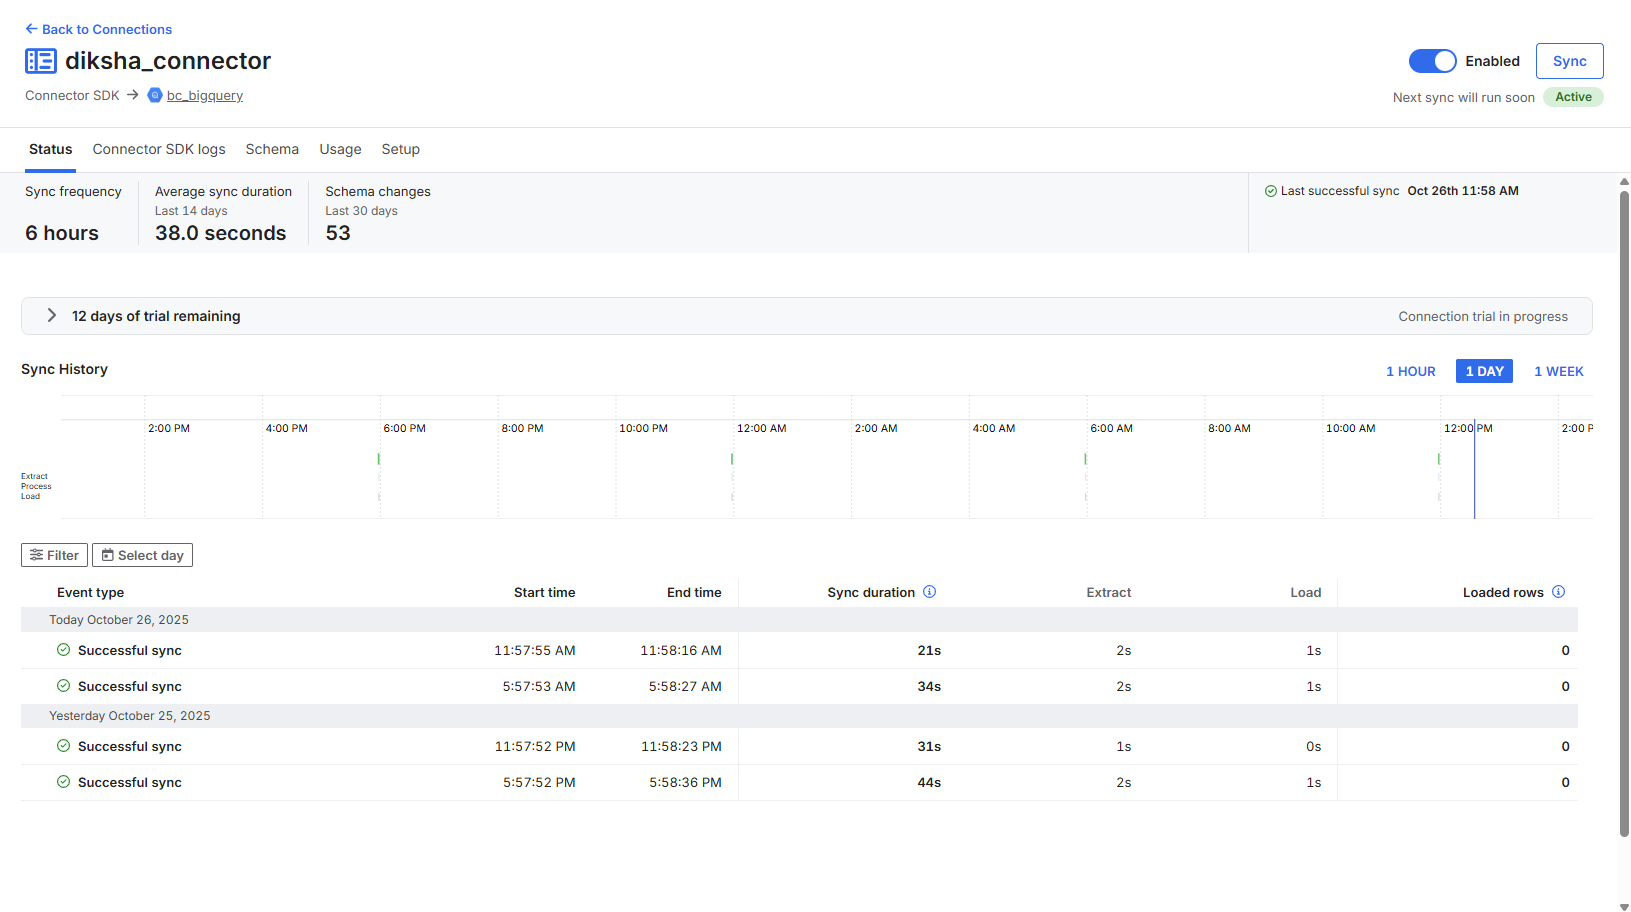 Back to Connections
diksha_connector
Enabled
Sync
Connector SDK → bc_bigquery
Next sync will run soon
Active
Status
Connector SDK logs
Schema
Usage
Setup
Sync frequency
6 hours
Average sync duration
Last 14 days
38.0 seconds
Schema changes
Last 30 days
53
Last successful sync Oct 26th 11:58 AM
12 days of trial remaining
Connection trial in progress
Sync History
1 HOUR
1 DAY
1 WEEK
2:00 PM 4:00 PM 6:00 PM 8:00 PM 10:00 PM 12:00 AM 2:00 AM 4:00 AM 6:00 AM 8:00 AM 10:00 AM 12:00 PM 2:00 P
Extract
Process
Load
Filter
Select day
Event type Start time End time Sync duration Extract Load Loaded rows
Today October 26, 2025
Successful sync 11:57:55 AM 11:58:16 AM 21s 2s 1s 0
Successful sync 5:57:53 AM 5:58:27 AM 34s 2s 1s 0
Yesterday October 25, 2025
Successful sync 11:57:52 PM 11:58:23 PM 31s 1s 0s 0
Successful sync 5:57:52 PM 5:58:36 PM 44s 2s 1s 0